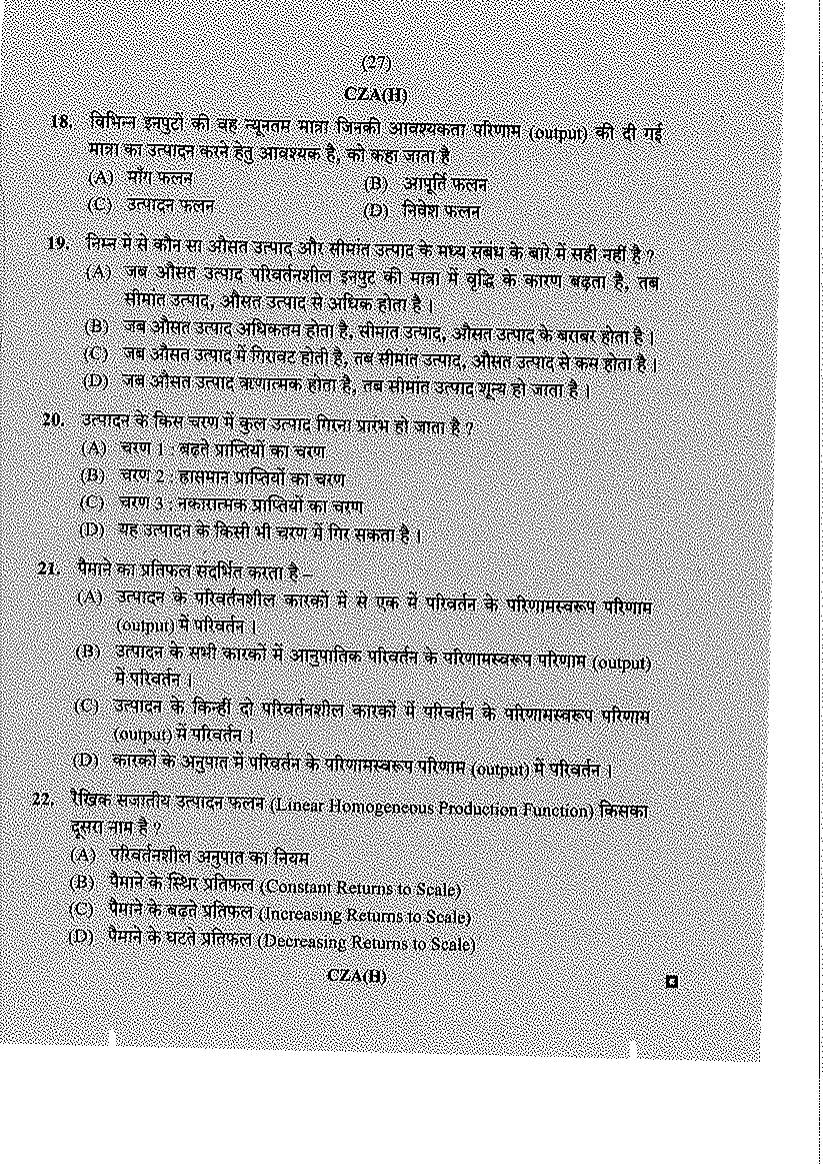 (27)
CZA(H)
18. विभिन्न इनपुटों की वह न्यूनतम मात्रा जिनकी आवश्यकता परिणाम (output) की दी गई
मात्रा का उत्पादन करने हेतु आवश्यक है, को कहा जाता है
(A) मांग फलन (B) आपूर्ति फलन
(C) उत्पादन फलन (D) निवेश फलन
19. निम्न में से कौन सा औसत उत्पाद और सीमांत उत्पाद के मध्य संबंध के बारे में सही नहीं है ?
(A) जब औसत उत्पाद परिवर्तनशील इनपुट की मात्रा में वृद्धि के कारण बढ़ता है, तब
सीमांत उत्पाद, औसत उत्पाद से अधिक होता है ।
(B) जब औसत उत्पाद अधिकतम होता है, सीमांत उत्पाद, औसत उत्पाद के बराबर होता है ।
(C) जब औसत उत्पाद में गिरावट होती है, तब सीमांत उत्पाद, औसत उत्पाद से कम होता है ।
(D) जब औसत उत्पाद ऋणात्मक होता है, तब सीमांत उत्पाद शून्य हो जाता है ।
20. उत्पादन के किस चरण में कुल उत्पाद गिरना प्रारंभ हो जाता है ?
(A) चरण 1 : बढ़ते प्राप्तियों का चरण
(B) चरण 2 : ह्रासमान प्राप्तियों का चरण
(C) चरण 3 : नकारात्मक प्राप्तियों का चरण
(D) यह उत्पादन के किसी भी चरण में गिर सकता है ।
21. पैमाने का प्रतिफल संदर्भित करता है –
(A) उत्पादन के परिवर्तनशील कारकों में से एक में परिवर्तन के परिणामस्वरूप परिणाम
(output) में परिवर्तन ।
(B) उत्पादन के सभी कारकों में आनुपातिक परिवर्तन के परिणामस्वरूप परिणाम (output)
में परिवर्तन ।
(C) उत्पादन के किन्हीं दो परिवर्तनशील कारकों में परिवर्तन के परिणामस्वरूप परिणाम
(output) में परिवर्तन ।
(D) कारकों के अनुपात में परिवर्तन के परिणामस्वरूप परिणाम (output) में परिवर्तन ।
22. रैखिक सजातीय उत्पादन फलन (Linear Homogeneous Production Function) किसका
दूसरा नाम है ?
(A) परिवर्तनशील अनुपात का नियम
(B) पैमाने के स्थिर प्रतिफल (Constant Returns to Scale)
(C) पैमाने के बढ़ते प्रतिफल (Increasing Returns to Scale)
(D) पैमाने के घटते प्रतिफल (Decreasing Returns to Scale)
CZA(H)